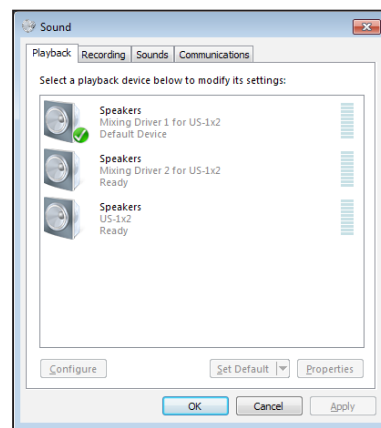 Sound
Playback Recording Sounds Communications
Select a playback device below to modify its settings:
Speakers
Mixing Driver 1 for US-1x2
Default Device
Speakers
Mixing Driver 2 for US-1x2
Ready
Speakers
US-1x2
Ready
Configure Set Default Properties
OK Cancel Apply